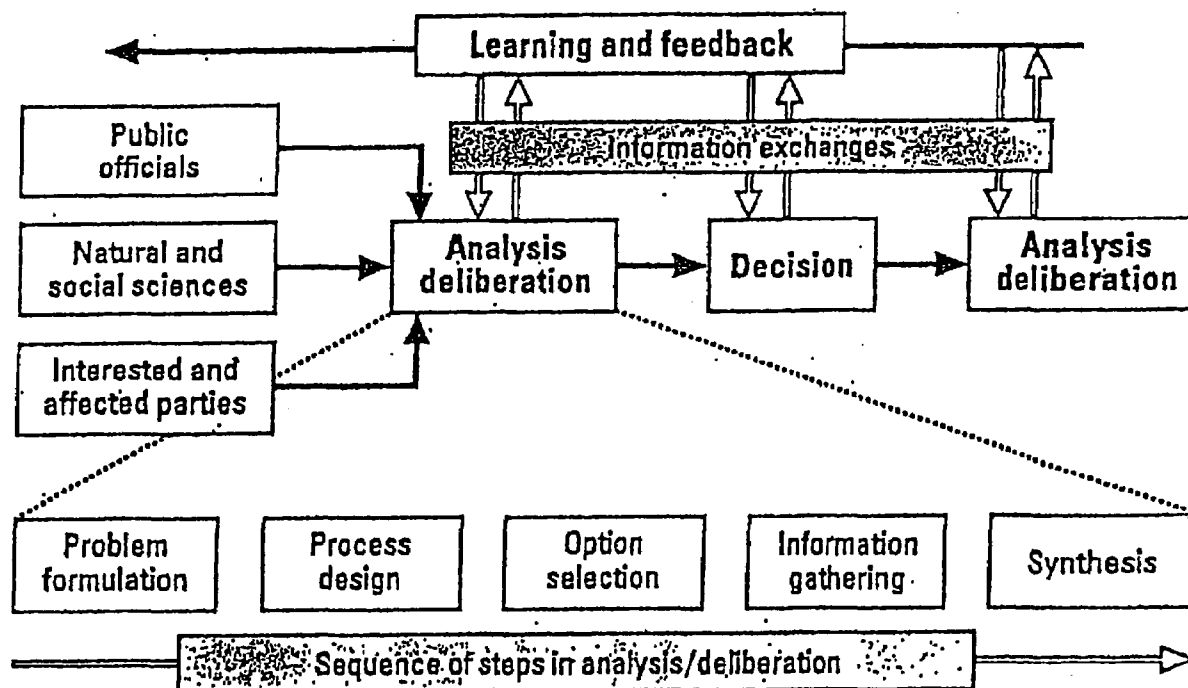 Learning and feedback
Public
officials
Information exchanges
Natural and
social sciences
Analysis
deliberation
Decision
Analysis
deliberation
Interested and
affected parties
Problem
formulation
Process
design
Option
selection
Information
gathering
Synthesis
Sequence of steps in analysis/deliberation